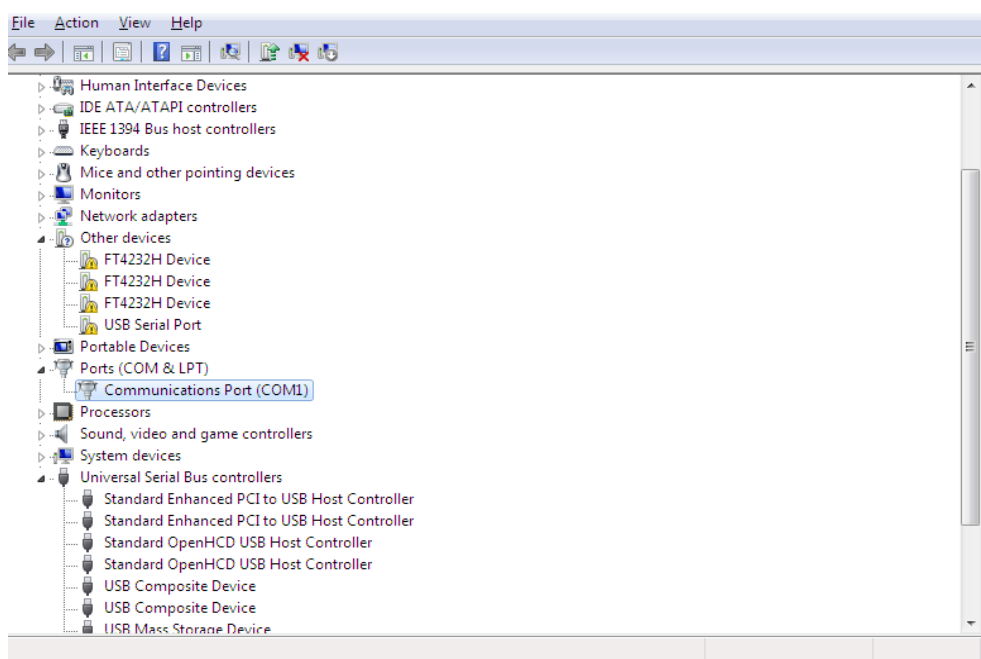 File Action View Help
Human Interface Devices
IDE ATA/ATAPI controllers
IEEE 1394 Bus host controllers
Keyboards
Mice and other pointing devices
Monitors
Network adapters
Other devices
FT4232H Device
FT4232H Device
FT4232H Device
USB Serial Port
Portable Devices
Ports (COM & LPT)
Communications Port (COM1)
Processors
Sound, video and game controllers
System devices
Universal Serial Bus controllers
Standard Enhanced PCI to USB Host Controller
Standard Enhanced PCI to USB Host Controller
Standard OpenHCD USB Host Controller
Standard OpenHCD USB Host Controller
USB Composite Device
USB Composite Device
USB Mass Storage Device